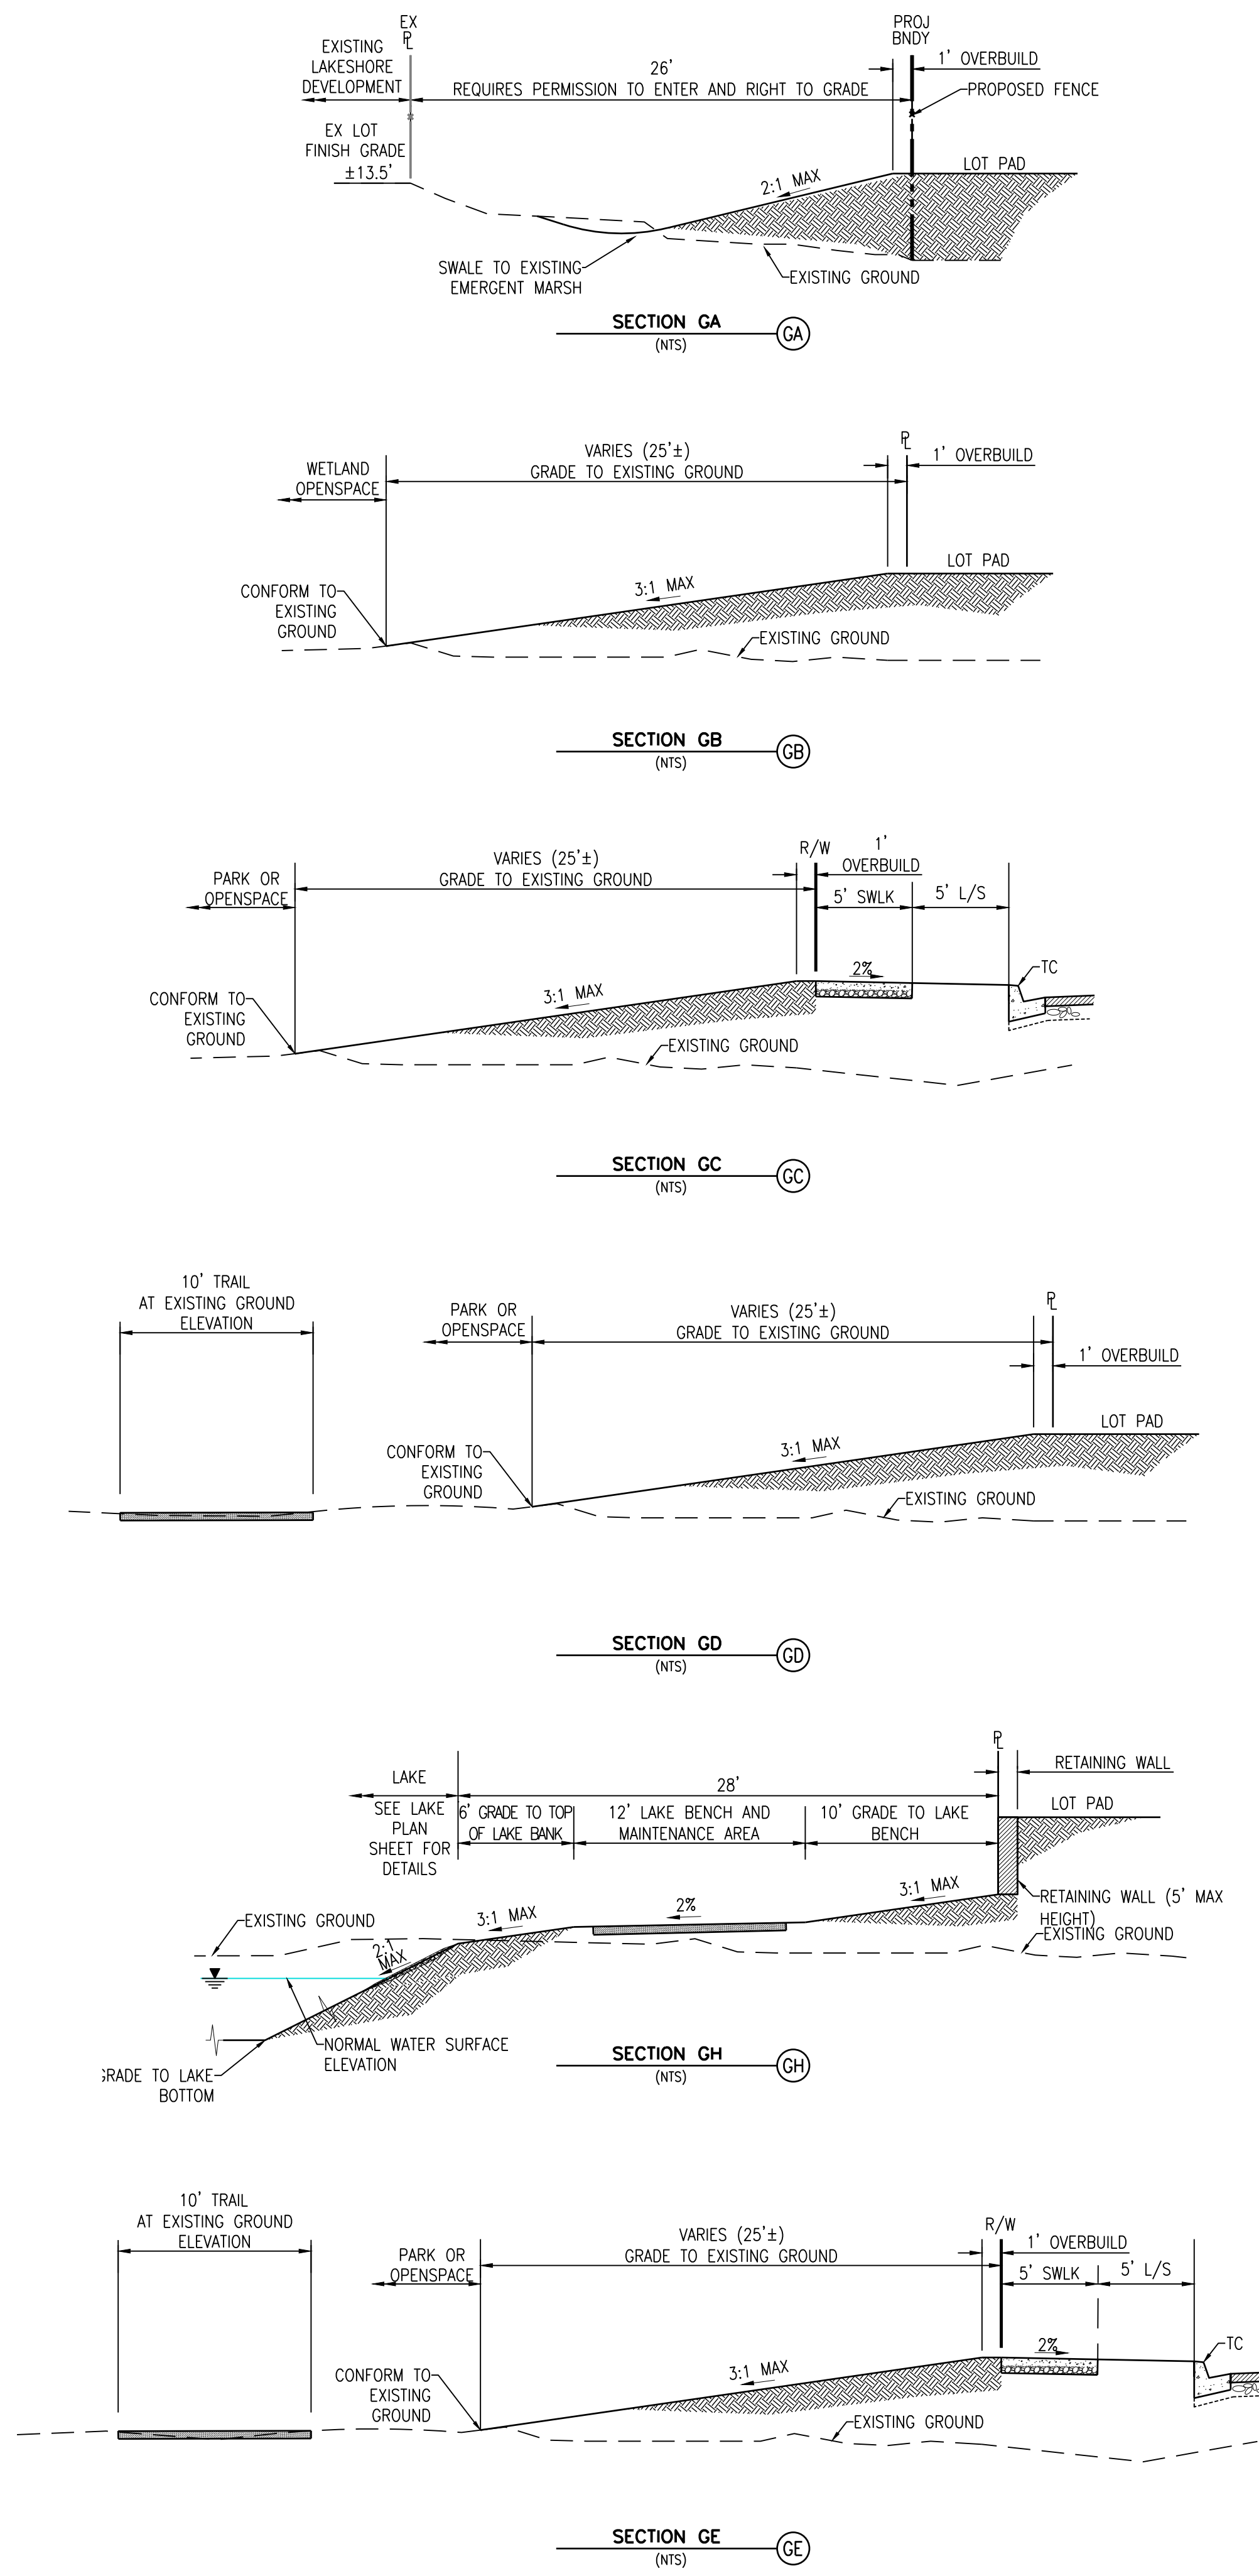 EX
PL
PROJ
BNDY
EXISTING
LAKESHORE
DEVELOPMENT
26'
REQUIRES PERMISSION TO ENTER AND RIGHT TO GRADE
1' OVERBUILD
PROPOSED FENCE
EX LOT
FINISH GRADE
±13.5'
2:1 MAX
LOT PAD
SWALE TO EXISTING
EMERGENT MARSH
EXISTING GROUND
SECTION GA
GA
(NTS)
PL
VARIES (25'±)
GRADE TO EXISTING GROUND
1' OVERBUILD
WETLAND
OPENSPACE
LOT PAD
3:1 MAX
CONFORM TO
EXISTING
GROUND
EXISTING GROUND
SECTION GB
GB
(NTS)
R/W
1'
OVERBUILD
VARIES (25'±)
GRADE TO EXISTING GROUND
PARK OR
OPENSPACE
5' SWLK
5' L/S
2%
TC
3:1 MAX
CONFORM TO
EXISTING
GROUND
EXISTING GROUND
SECTION GC
GC
(NTS)
10' TRAIL
AT EXISTING GROUND
ELEVATION
PARK OR
OPENSPACE
VARIES (25'±)
GRADE TO EXISTING GROUND
PL
1' OVERBUILD
LOT PAD
3:1 MAX
CONFORM TO
EXISTING
GROUND
EXISTING GROUND
SECTION GD
GD
(NTS)
PL
RETAINING WALL
LAKE
28'
SEE LAKE
PLAN
SHEET FOR
DETAILS
6' GRADE TO TOP
OF LAKE BANK
12' LAKE BENCH AND
MAINTENANCE AREA
10' GRADE TO LAKE
BENCH
LOT PAD
3:1 MAX
RETAINING WALL (5' MAX
HEIGHT)
EXISTING GROUND
2%
3:1 MAX
EXISTING GROUND
2:1
MAX
NORMAL WATER SURFACE
ELEVATION
GRADE TO LAKE
BOTTOM
SECTION GH
GH
(NTS)
10' TRAIL
AT EXISTING GROUND
ELEVATION
PARK OR
OPENSPACE
VARIES (25'±)
GRADE TO EXISTING GROUND
R/W
1' OVERBUILD
5' SWLK
5' L/S
2%
TC
3:1 MAX
CONFORM TO
EXISTING
GROUND
EXISTING GROUND
SECTION GE
GE
(NTS)